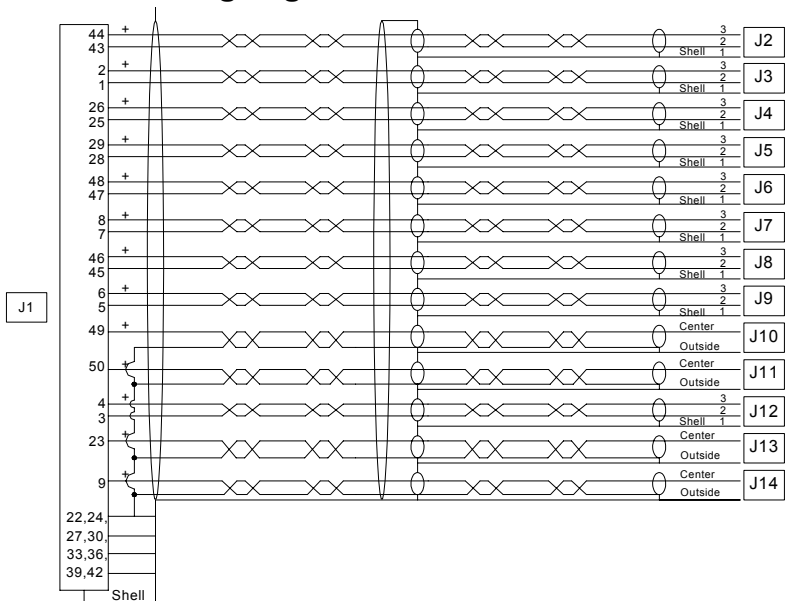 44 + 3 J2
43 2
Shell 1
2 + 3 J3
1 2
Shell 1
26 + 3 J4
25 2
Shell 1
29 + 3 J5
28 2
Shell 1
48 + 3 J6
47 2
Shell 1
8 + 3 J7
7 2
Shell 1
46 + 3 J8
45 2
Shell 1
J1
6 + 3 J9
5 2
Shell 1
49 + Center J10
Outside
50 + Center J11
Outside
4 + 3 J12
3 2
Shell 1
23 + Center J13
Outside
9 + Center J14
Outside
22,24,
27,30,
33,36,
39,42
Shell